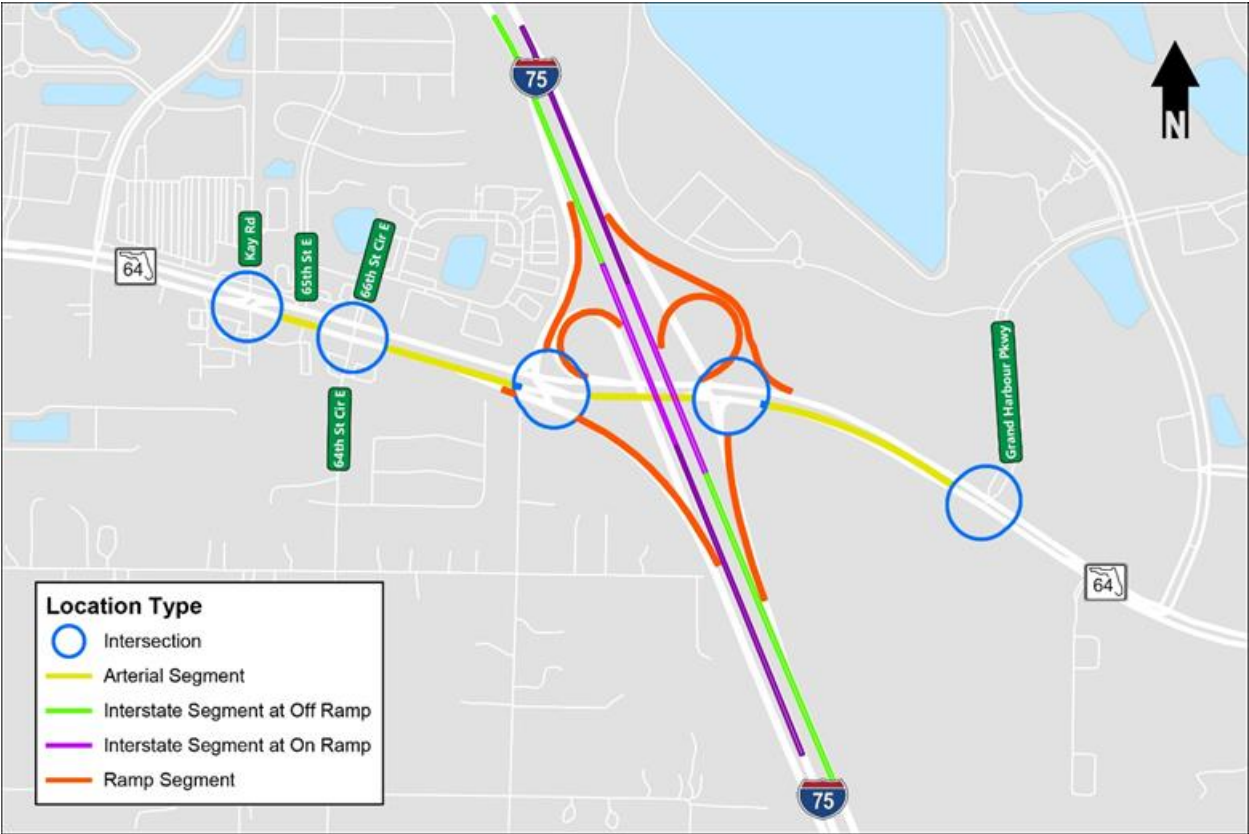 75
N
64
Kay Rd
65th St E
66th St Cir E
64th St Cir E
Grand Harbour Pkwy
64
75
Location Type
Intersection
Arterial Segment
Interstate Segment at Off Ramp
Interstate Segment at On Ramp
Ramp Segment